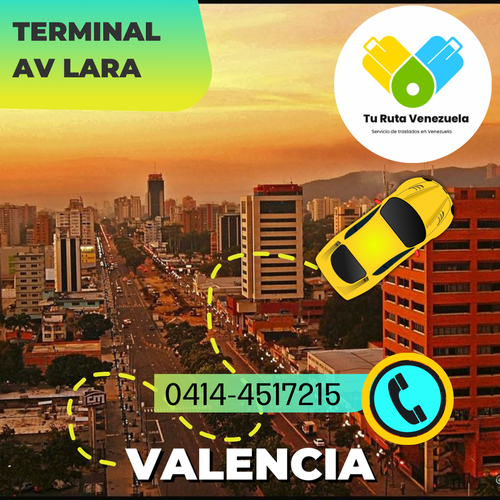 TERMINAL
AV LARA
Tu Ruta Venezuela
Servicio de traslados en Venezuela
0414-4517215
VALENCIA